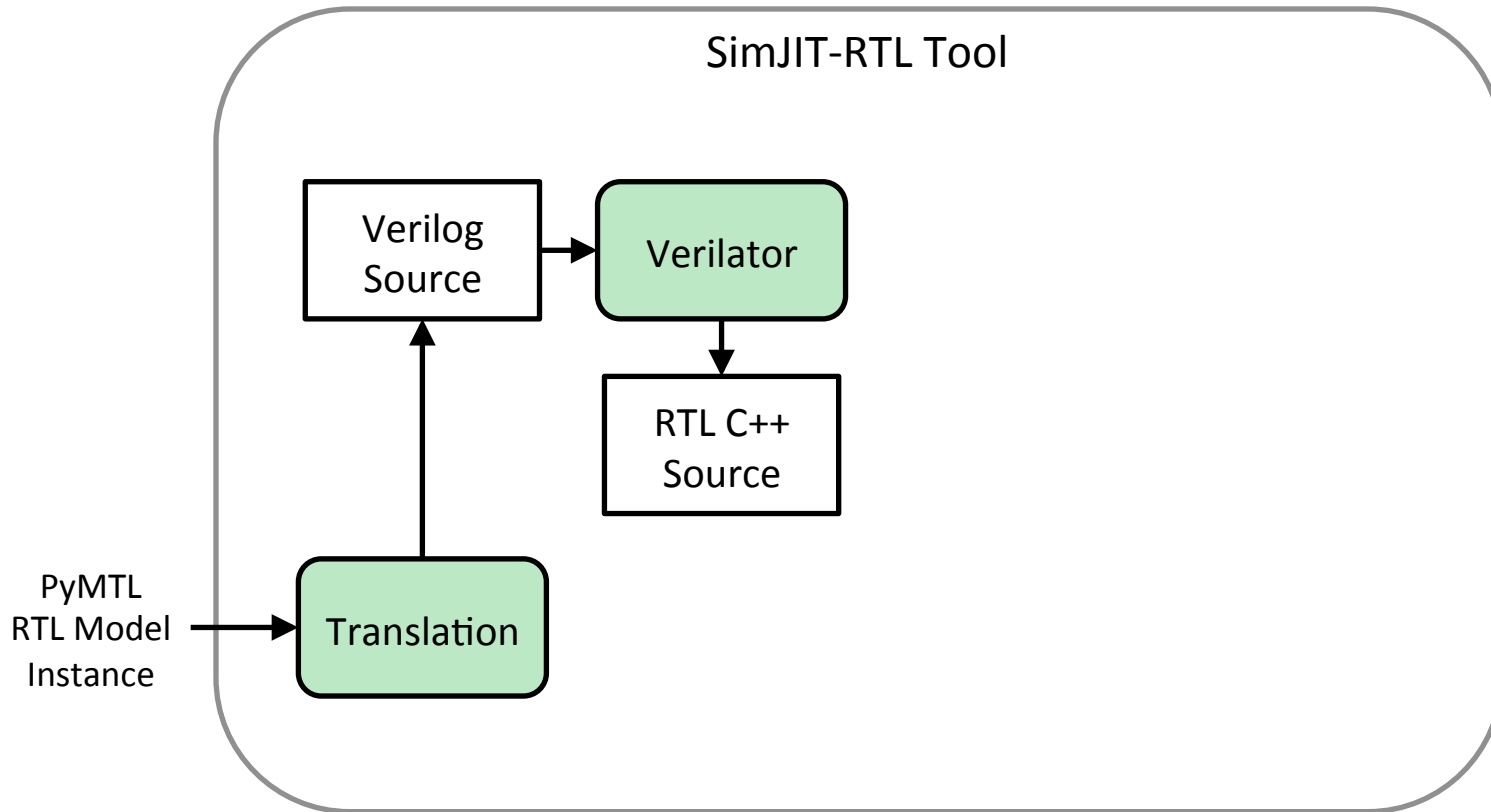 SimJIT-RTL Tool
Verilog
Source
Verilator
RTL C++
Source
PyMTL
RTL Model
Instance
Translation